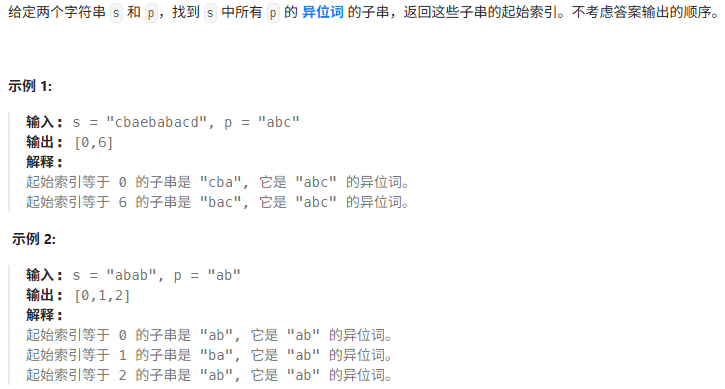 给定两个字符串 s 和 p，找到 s 中所有 p 的 异位词 的子串，返回这些子串的起始索引。不考虑答案输出的顺序。
示例 1:
输入: s = "cbaebabacd", p = "abc"
输出: [0,6]
解释:
起始索引等于 0 的子串是 "cba", 它是 "abc" 的异位词。
起始索引等于 6 的子串是 "bac", 它是 "abc" 的异位词。
示例 2:
输入: s = "abab", p = "ab"
输出: [0,1,2]
解释:
起始索引等于 0 的子串是 "ab", 它是 "ab" 的异位词。
起始索引等于 1 的子串是 "ba", 它是 "ab" 的异位词。
起始索引等于 2 的子串是 "ab", 它是 "ab" 的异位词。